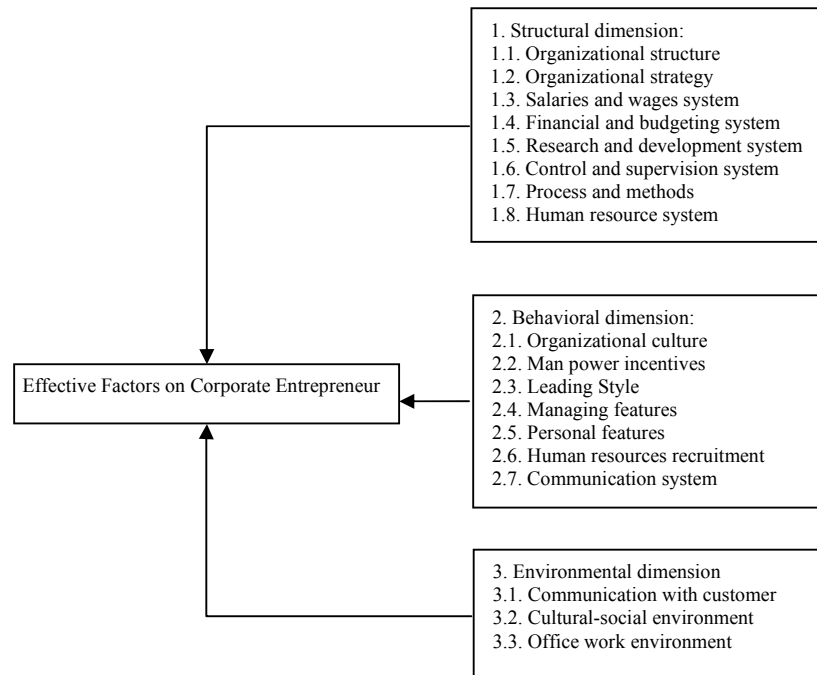 1. Structural dimension:
1.1. Organizational structure
1.2. Organizational strategy
1.3. Salaries and wages system
1.4. Financial and budgeting system
1.5. Research and development system
1.6. Control and supervision system
1.7. Process and methods
1.8. Human resource system
Effective Factors on Corporate Entrepreneur
2. Behavioral dimension:
2.1. Organizational culture
2.2. Man power incentives
2.3. Leading Style
2.4. Managing features
2.5. Personal features
2.6. Human resources recruitment
2.7. Communication system
3. Environmental dimension
3.1. Communication with customer
3.2. Cultural-social environment
3.3. Office work environment